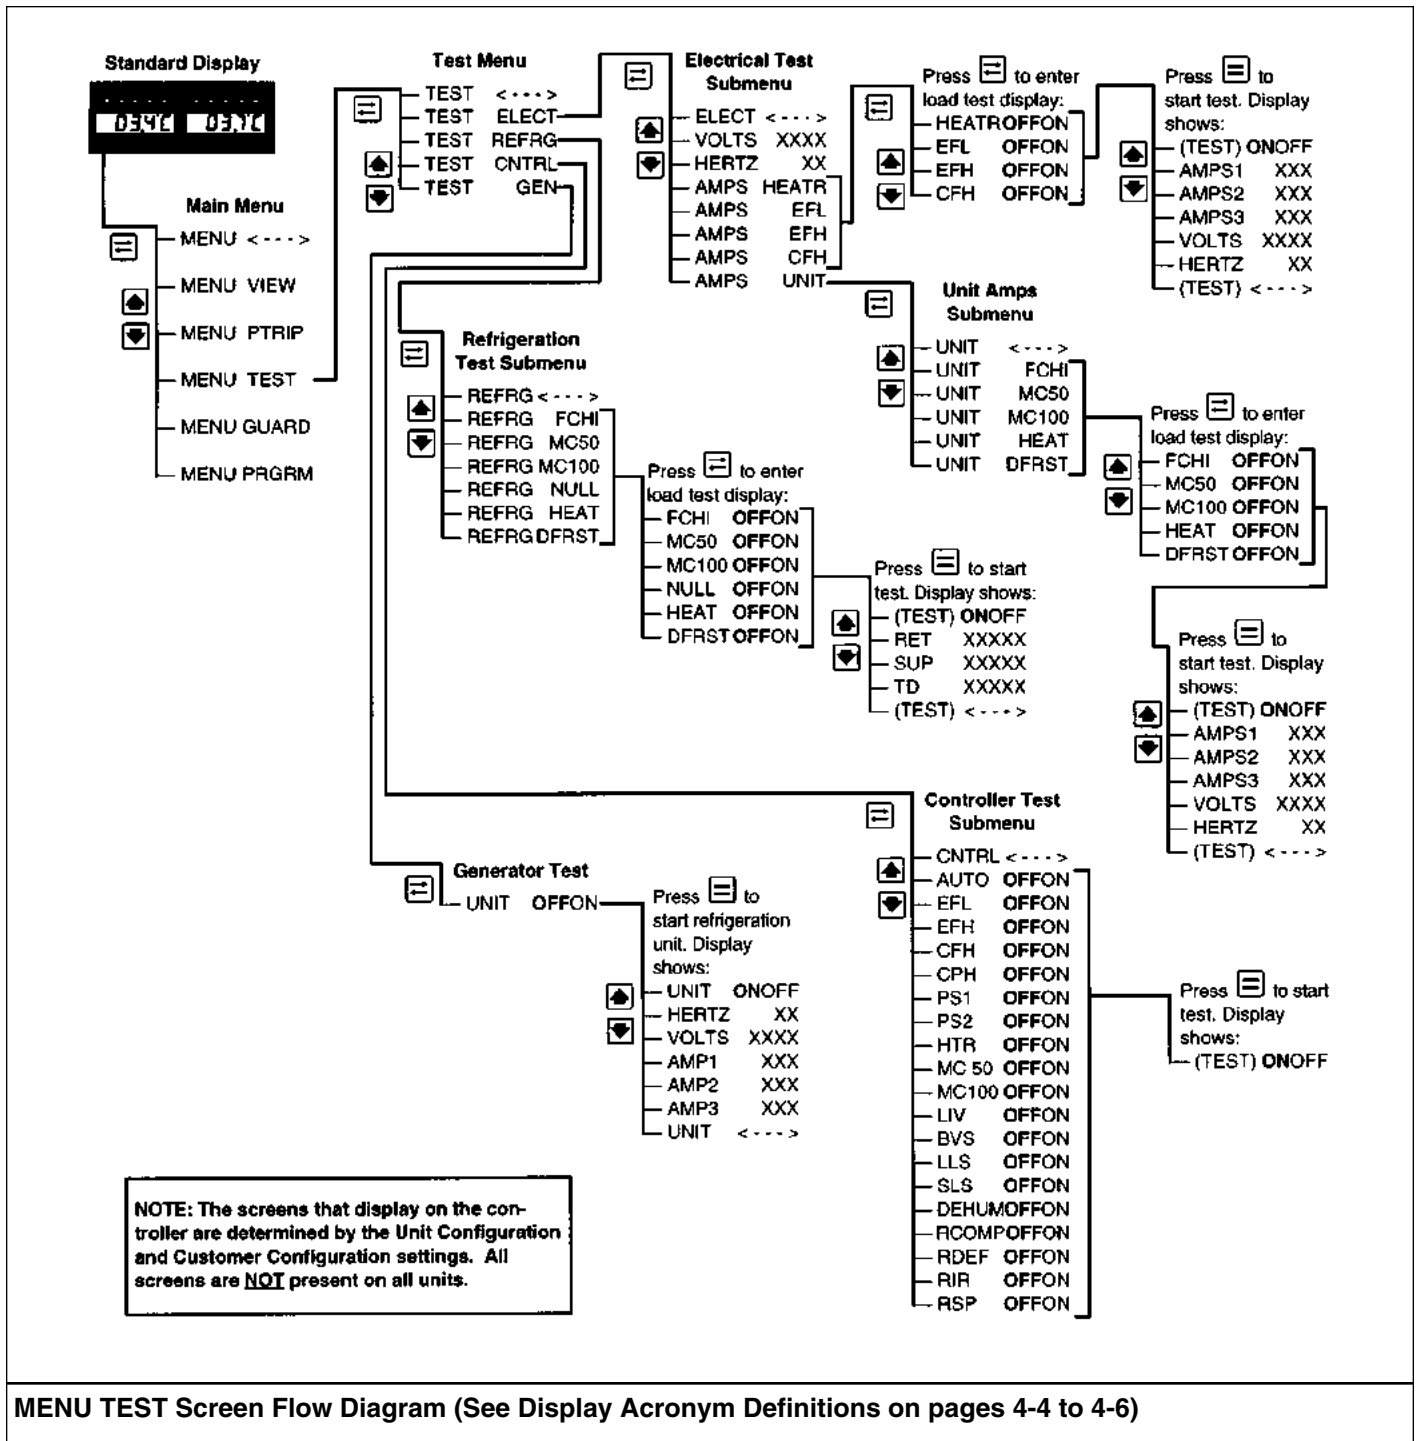 Standard Display
03.4C 03.7C
Main Menu
MENU <--->
MENU VIEW
MENU PTRIP
MENU TEST
MENU GUARD
MENU PRGRM
Test Menu
TEST <--->
TEST ELECT
TEST REFRG
TEST CNTRL
TEST GEN
Electrical Test
Submenu
ELECT <--->
VOLTS XXXX
HERTZ XX
AMPS HEATR
AMPS EFL
AMPS EFH
AMPS CFH
AMPS UNIT
Press to enter
load test display:
HEATROFFON
EFL OFFON
EFH OFFON
CFH OFFON
Press to
start test. Display
shows:
(TEST) ONOFF
AMPS1 XXX
AMPS2 XXX
AMPS3 XXX
VOLTS XXXX
HERTZ XX
(TEST) <--->
Unit Amps
Submenu
UNIT <--->
UNIT FCHI
UNIT MC50
UNIT MC100
UNIT HEAT
UNIT DFRST
Press to enter
load test display:
FCHI OFFON
MC50 OFFON
MC100 OFFON
HEAT OFFON
DFRST OFFON
Press to
start test. Display
shows:
(TEST) ONOFF
AMPS1 XXX
AMPS2 XXX
AMPS3 XXX
VOLTS XXXX
HERTZ XX
(TEST) <--->
Refrigeration
Test Submenu
REFRG <--->
REFRG FCHI
REFRG MC50
REFRG MC100
REFRG NULL
REFRG HEAT
REFRG DFRST
Press to enter
load test display:
FCHI OFFON
MC50 OFFON
MC100 OFFON
NULL OFFON
HEAT OFFON
DFRST OFFON
Press to start
test. Display shows:
(TEST) ONOFF
RET XXXXX
SUP XXXXX
TD XXXXX
(TEST) <--->
Controller Test
Submenu
CNTRL <--->
AUTO OFFON
EFL OFFON
EFH OFFON
CFH OFFON
CPH OFFON
PS1 OFFON
PS2 OFFON
HTR OFFON
MC 50 OFFON
MC100 OFFON
LIV OFFON
BVS OFFON
LLS OFFON
SLS OFFON
DEHUMOFFON
RCOMPOFFON
RDEF OFFON
RIR OFFON
RSP OFFON
Press to start
test. Display
shows:
(TEST) ONOFF
Generator Test
UNIT OFFON
Press to
start refrigeration
unit. Display
shows:
UNIT ONOFF
HERTZ XX
VOLTS XXXX
AMP1 XXX
AMP2 XXX
AMP3 XXX
UNIT <--->
NOTE: The screens that display on the con-
troller are determined by the Unit Configuration
and Customer Configuration settings. All
screens are NOT present on all units.
MENU TEST Screen Flow Diagram (See Display Acronym Definitions on pages 4-4 to 4-6)